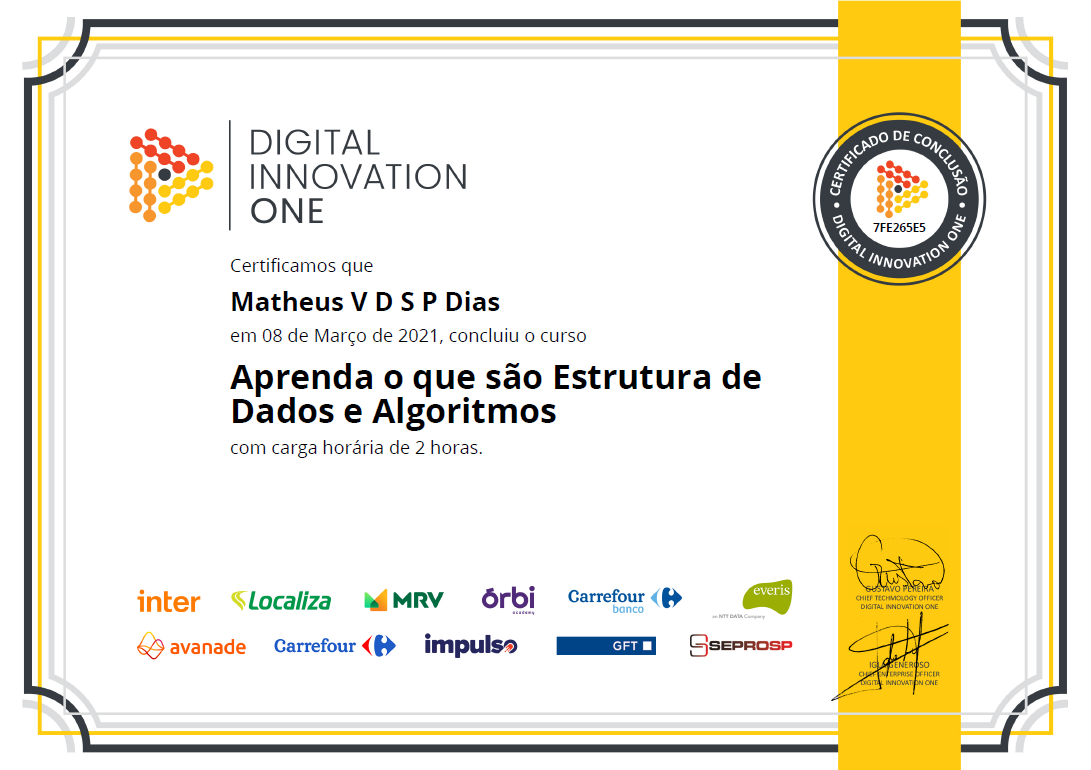 DIGITAL
INNOVATION
ONE
CERTIFICADO DE CONCLUSÃO
7FE265E5
DIGITAL INNOVATION ONE
Certificamos que
Matheus V D S P Dias
em 08 de Março de 2021, concluiu o curso
Aprenda o que são Estrutura de
Dados e Algoritmos
com carga horária de 2 horas.
inter
Localiza
MRV
órbi
academy
Carrefour
banco
everis
an NTT DATA Company
avanade
Carrefour
impulso
GFT
SEPROSP
GUSTAVO PEREIRA
CHIEF TECHNOLOGY OFFICER
DIGITAL INNOVATION ONE
IGLÁ GENEROSO
CHIEF ENTERPRISE OFFICER
DIGITAL INNOVATION ONE